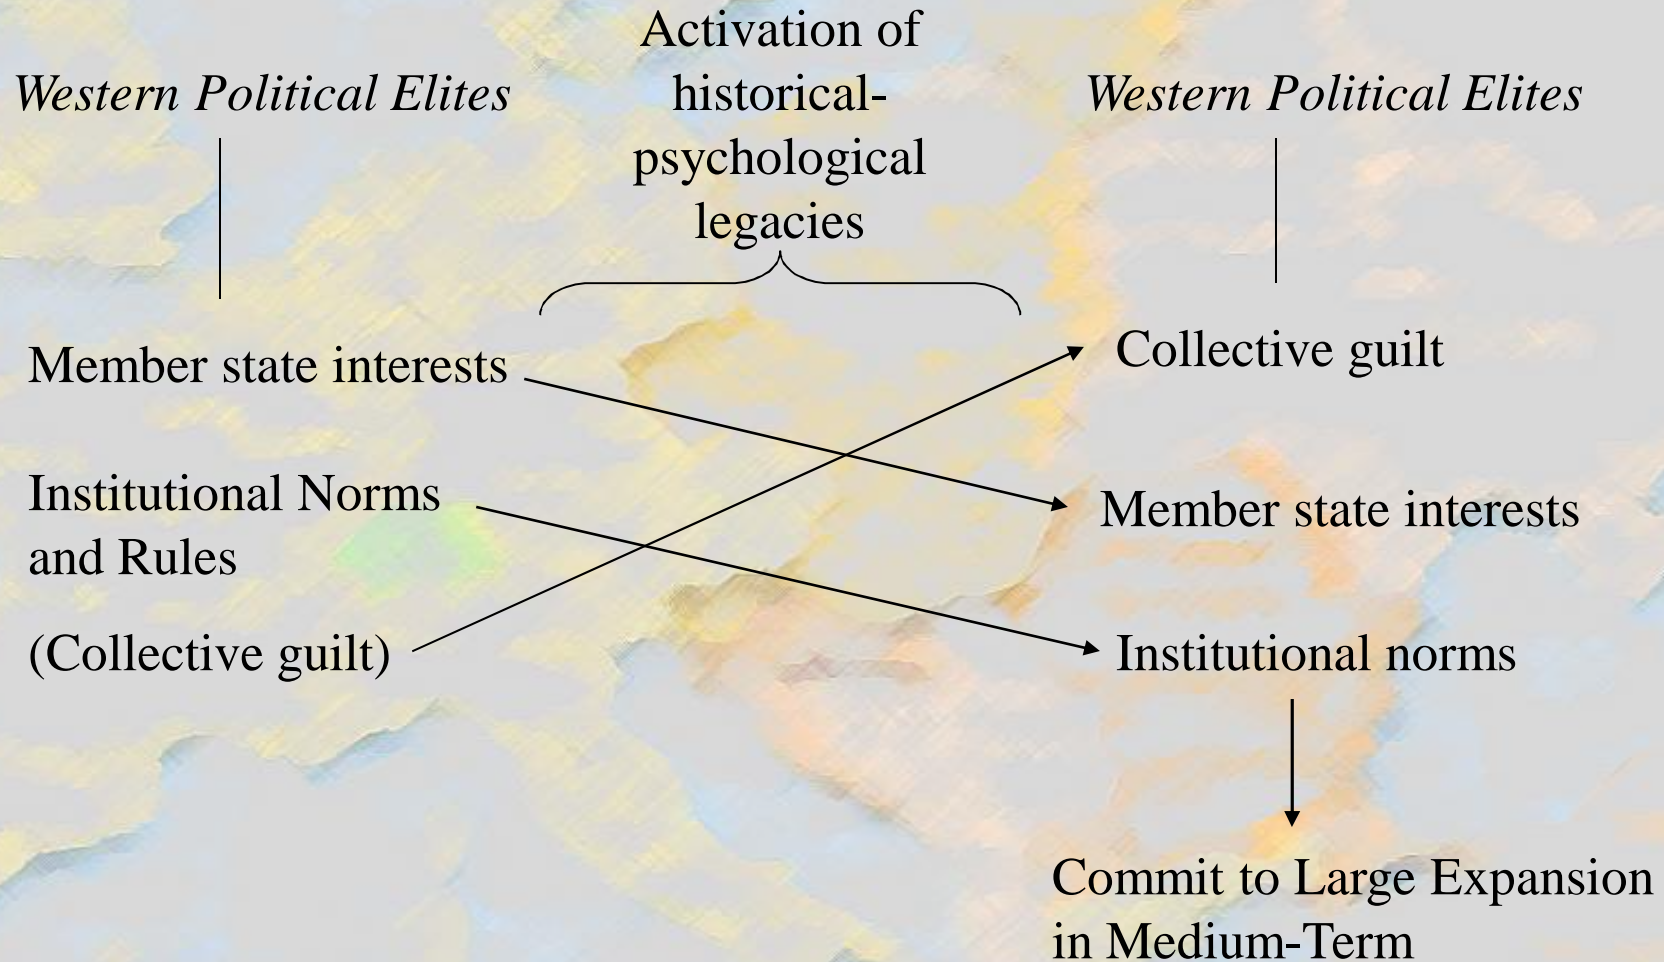 Western Political Elites
Activation of
historical-
psychological
legacies
Western Political Elites
Member state interests
Institutional Norms
and Rules
(Collective guilt)
Collective guilt
Member state interests
Institutional norms
Commit to Large Expansion
in Medium-Term